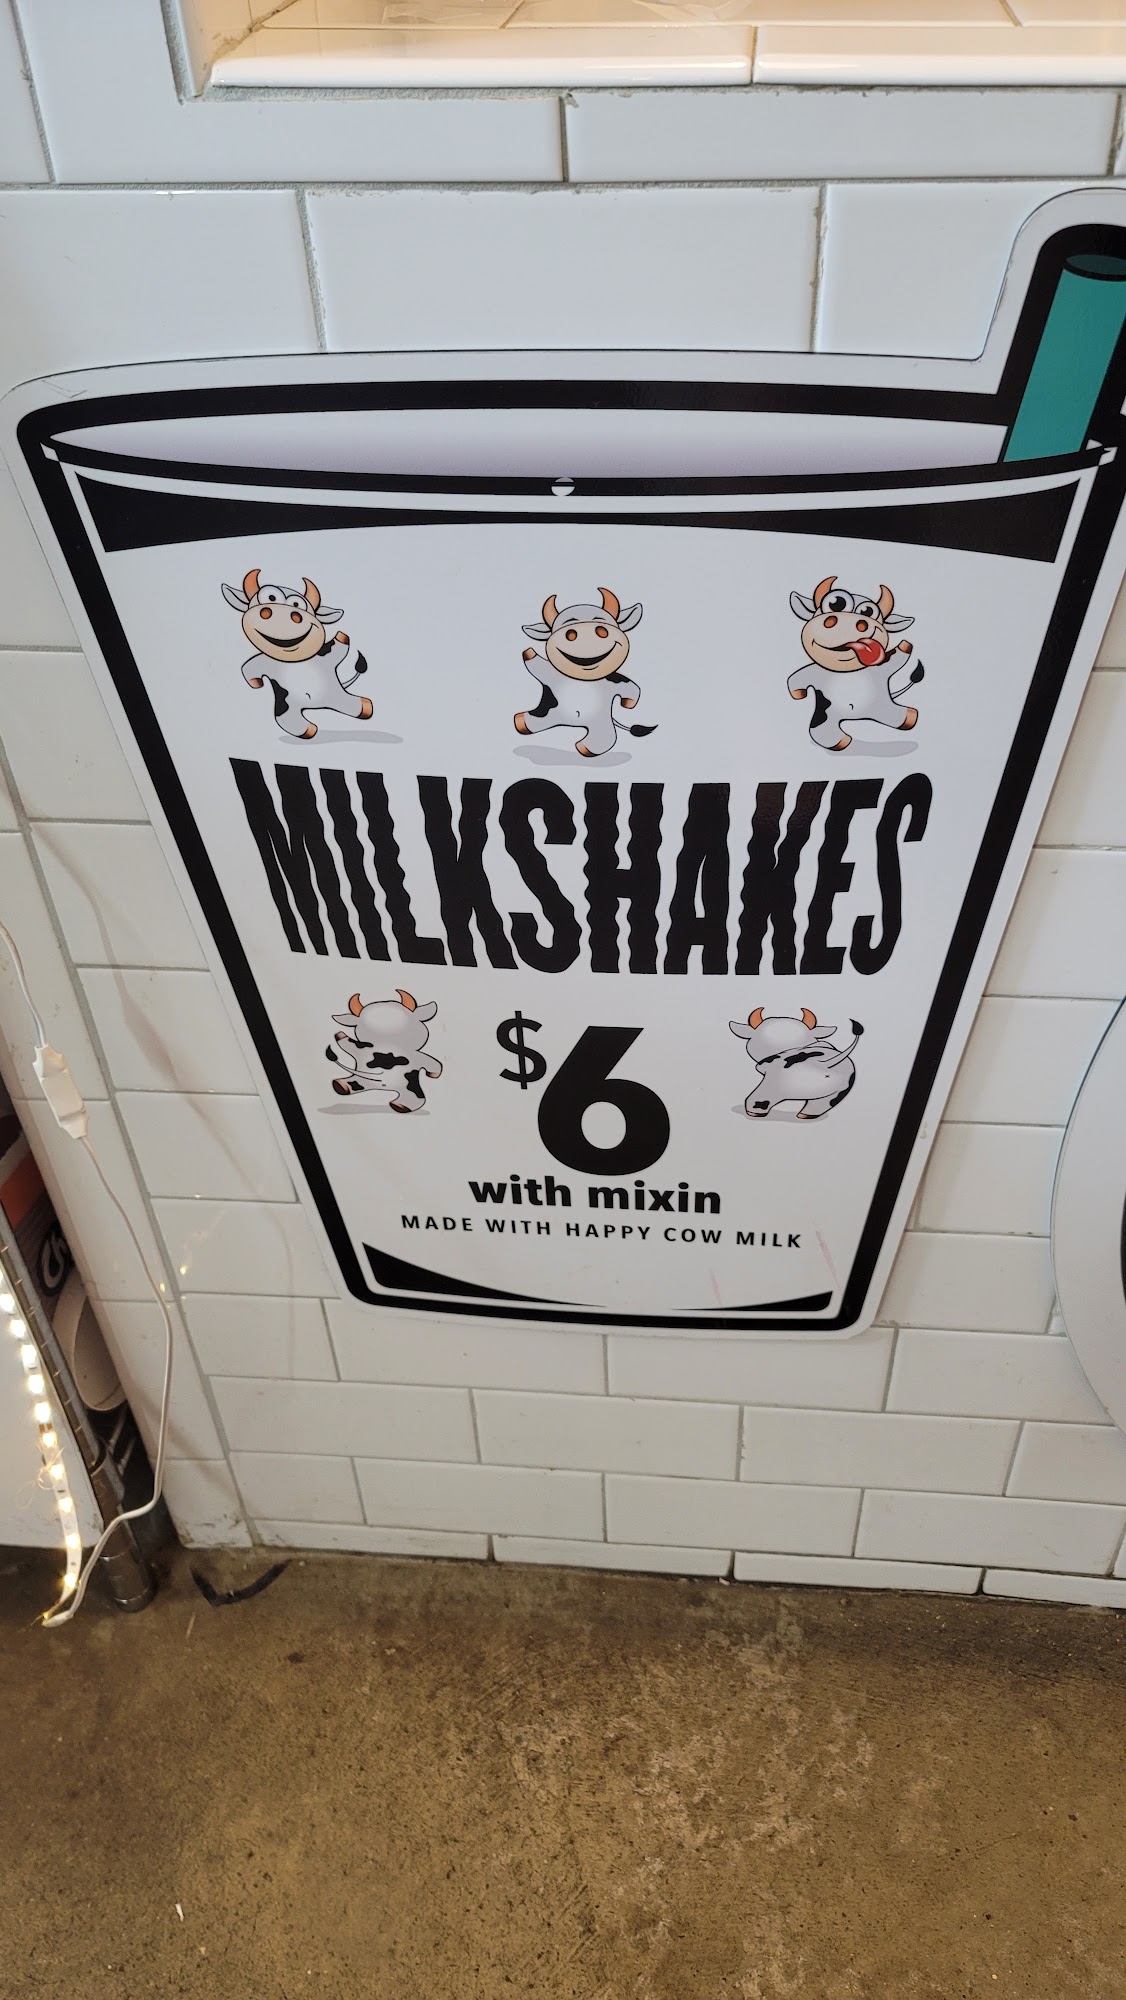 MILKSHAKES
$6
with mixin
MADE WITH HAPPY COW MILK